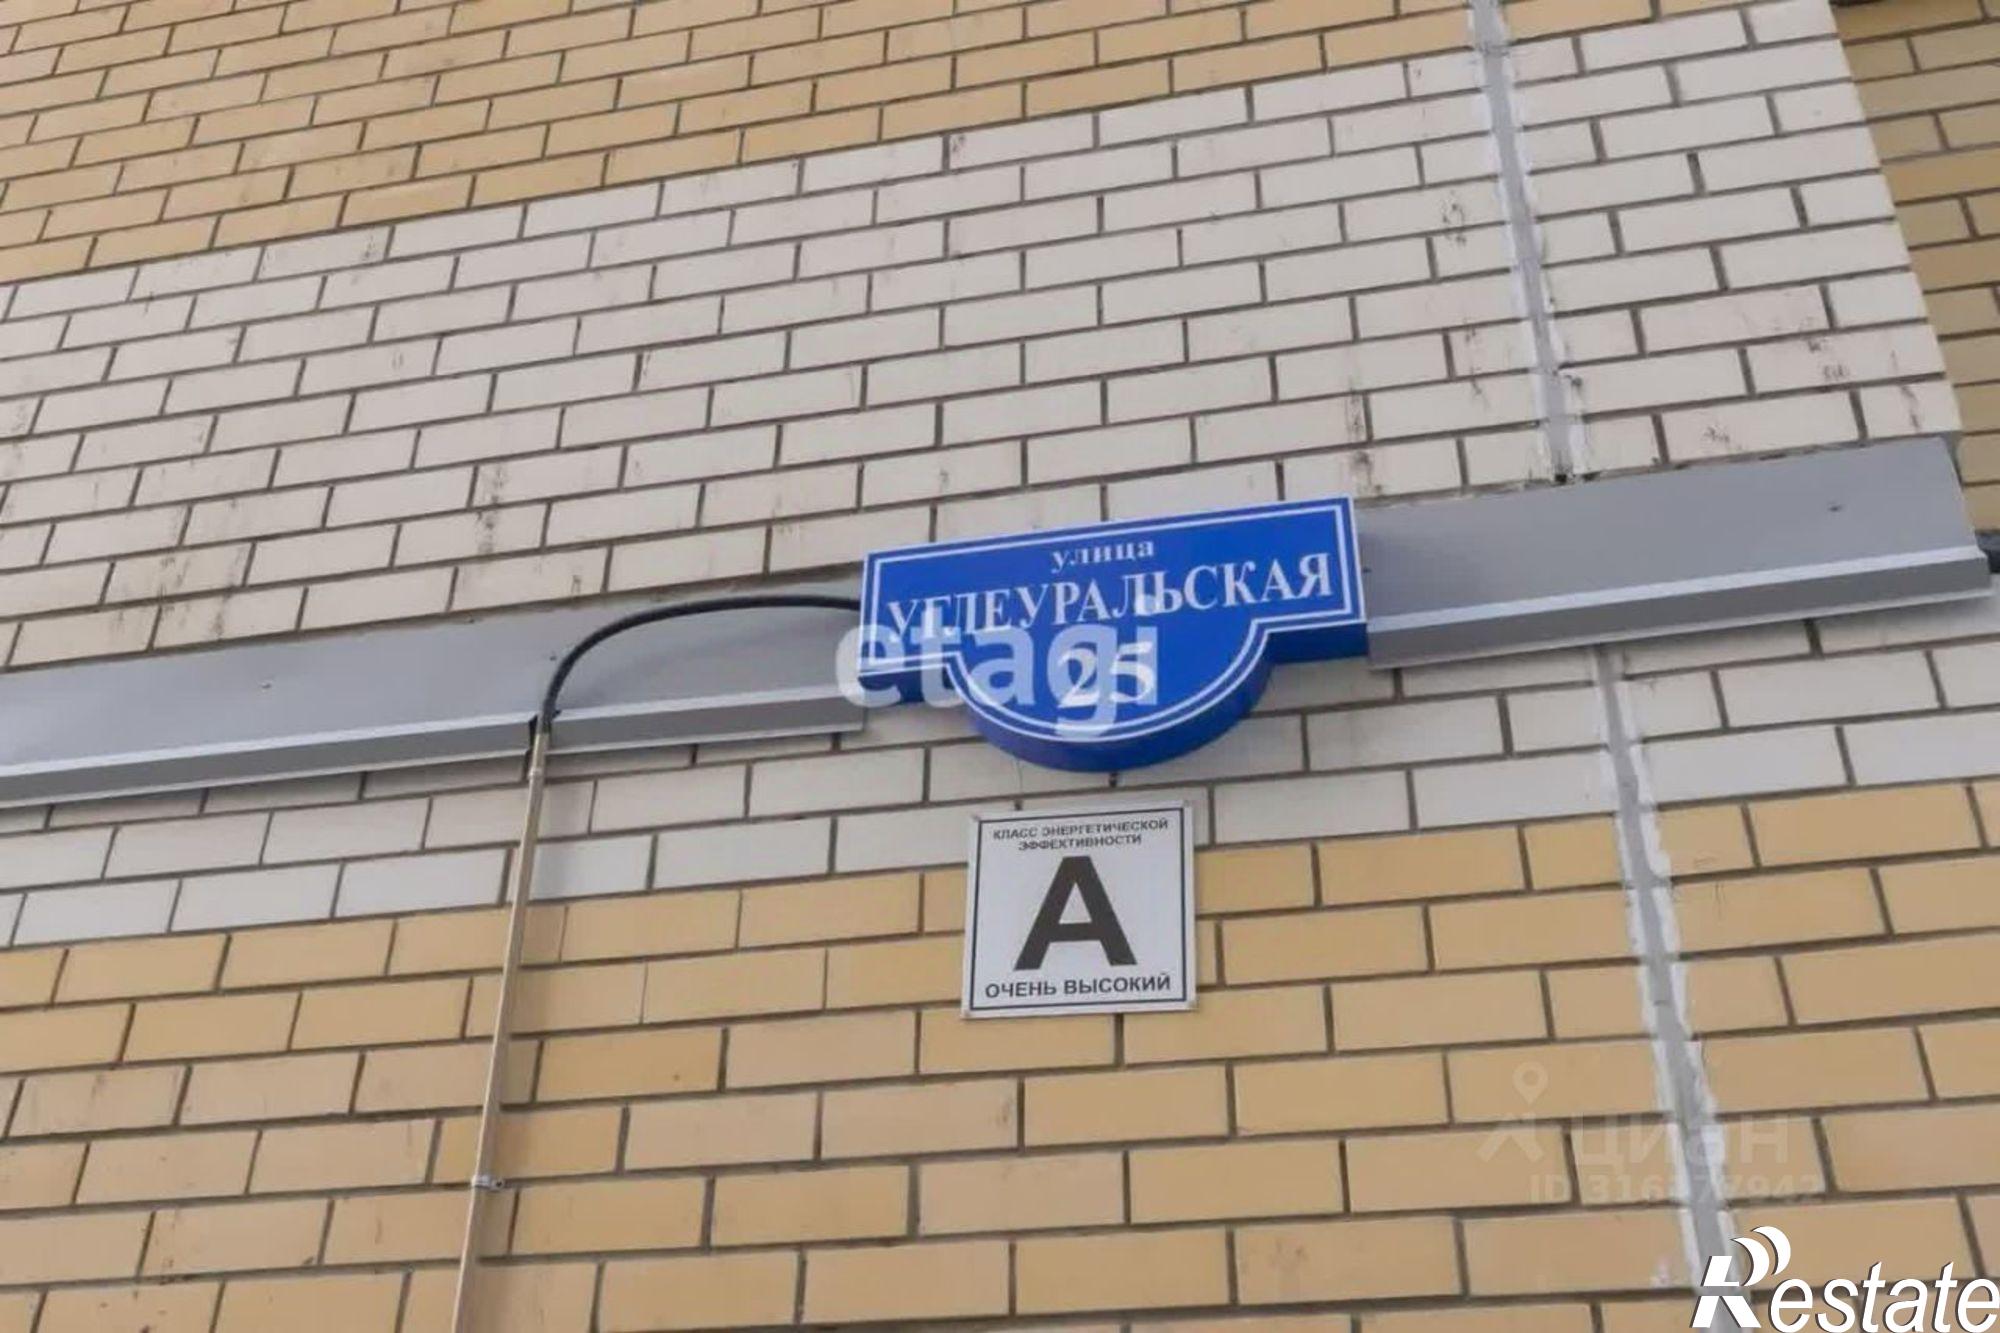 улица
УГЛЕУРАЛЬСКАЯ
25
etagi
КЛАСС ЭНЕРГЕТИЧЕСКОЙ
ЭФФЕКТИВНОСТИ
А
ОЧЕНЬ ВЫСОКИЙ
циан
Restate